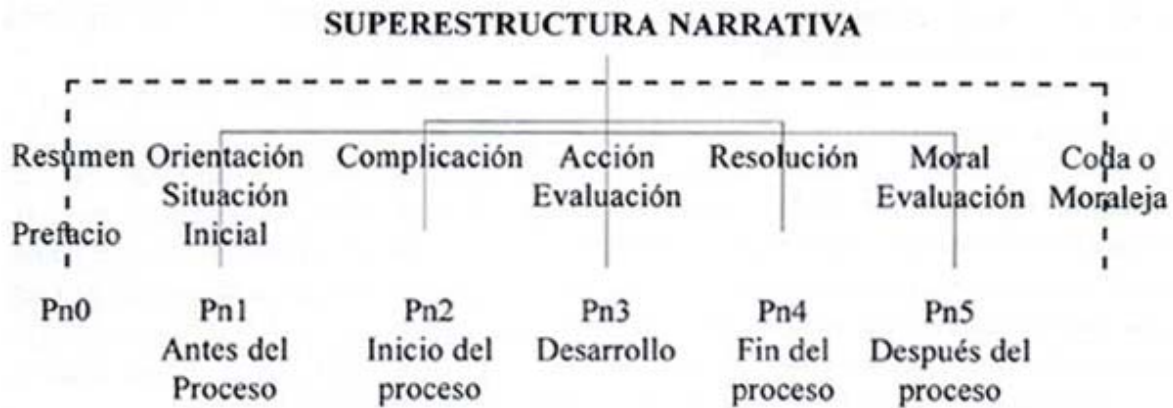 SUPERESTRUCTURA NARRATIVA
Resumen Orientación Complicación Acción Resolución Moral Coda o
Situación Evaluación Evaluación Moraleja
Prefacio Inicial
Pn0 Pn1 Pn2 Pn3 Pn4 Pn5
Antes del Inicio del Desarrollo Fin del Después del
Proceso proceso proceso proceso